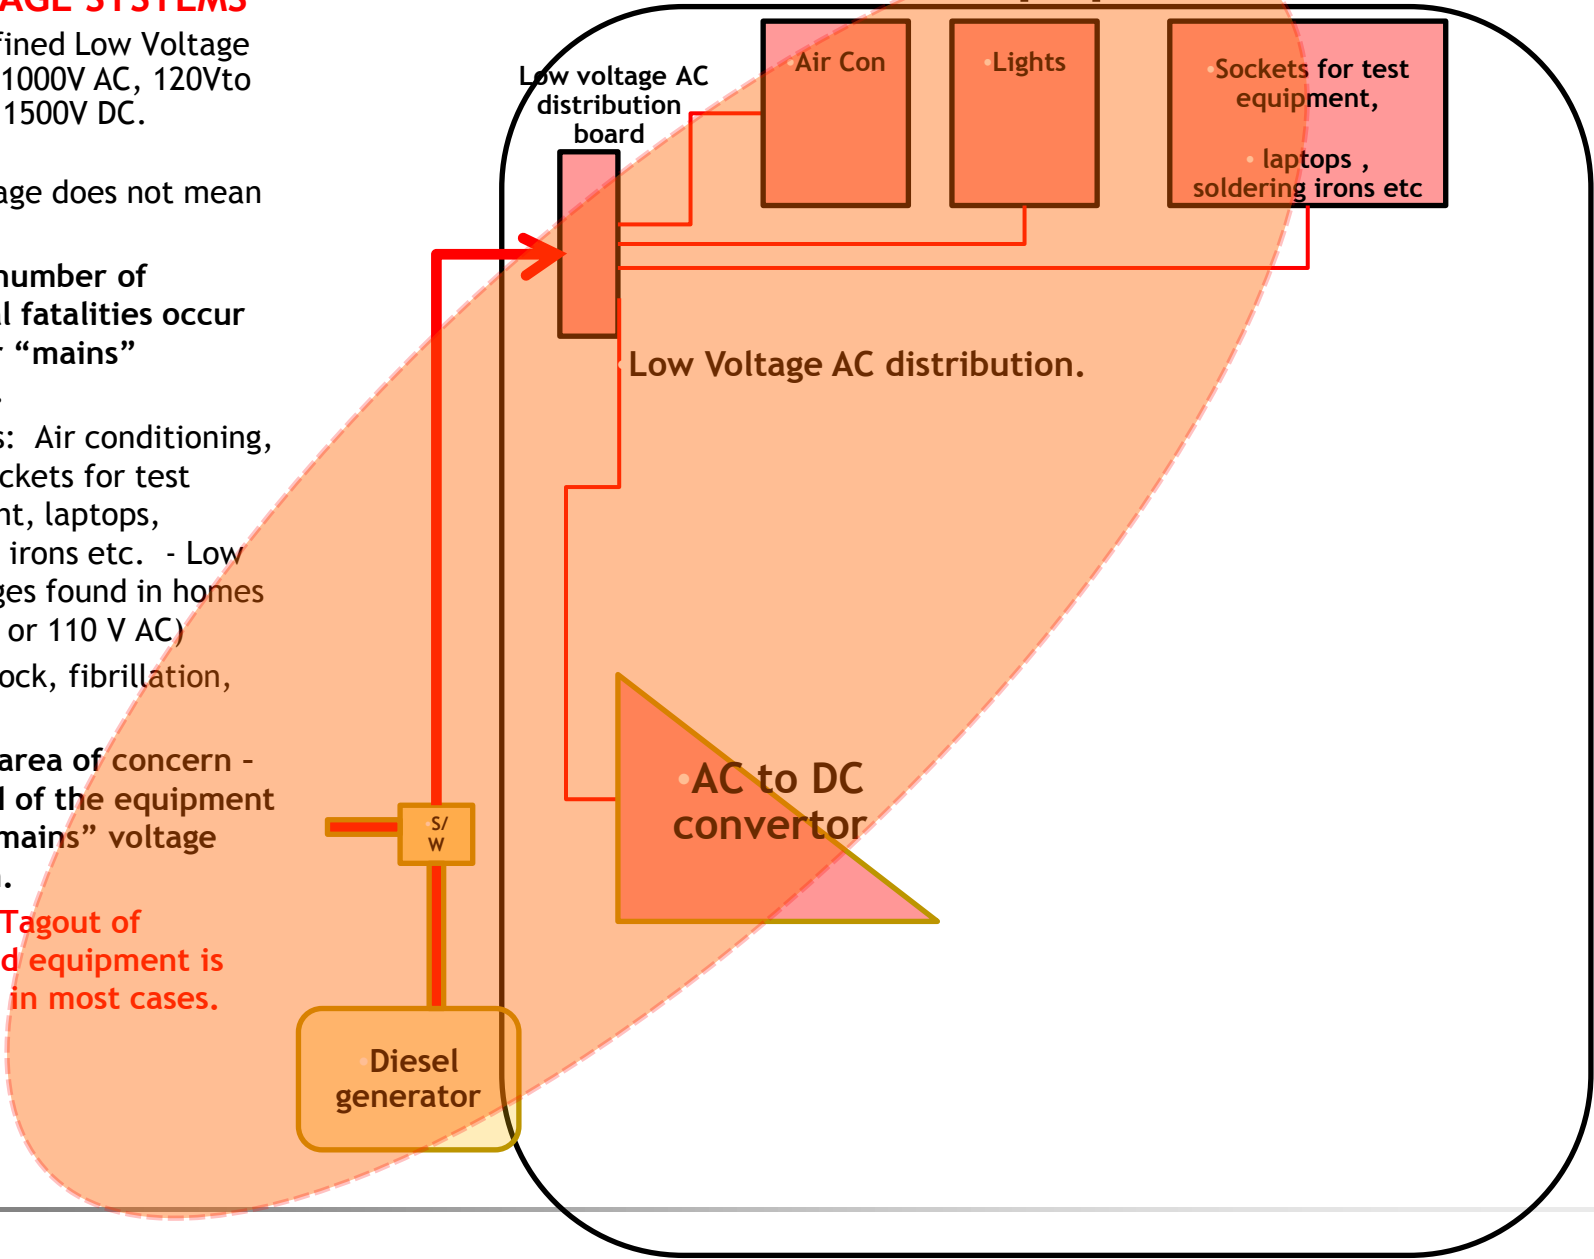 AGE SYSTEMS
fined Low Voltage
1000V AC, 120Vto
1500V DC.
age does not mean
number of
l fatalities occur
r “mains”
.
s: Air conditioning,
ckets for test
nt, laptops,
irons etc. - Low
ges found in homes
or 110 V AC)
ock, fibrillation,
area of concern –
d of the equipment
mains” voltage
.
Tagout of
d equipment is
in most cases.
Low voltage AC
distribution
board
•Air Con
•Lights
•Sockets for test
equipment,
• laptops ,
soldering irons etc
•Low Voltage AC distribution.
•AC to DC
convertor
•S/
W
•Diesel
generator